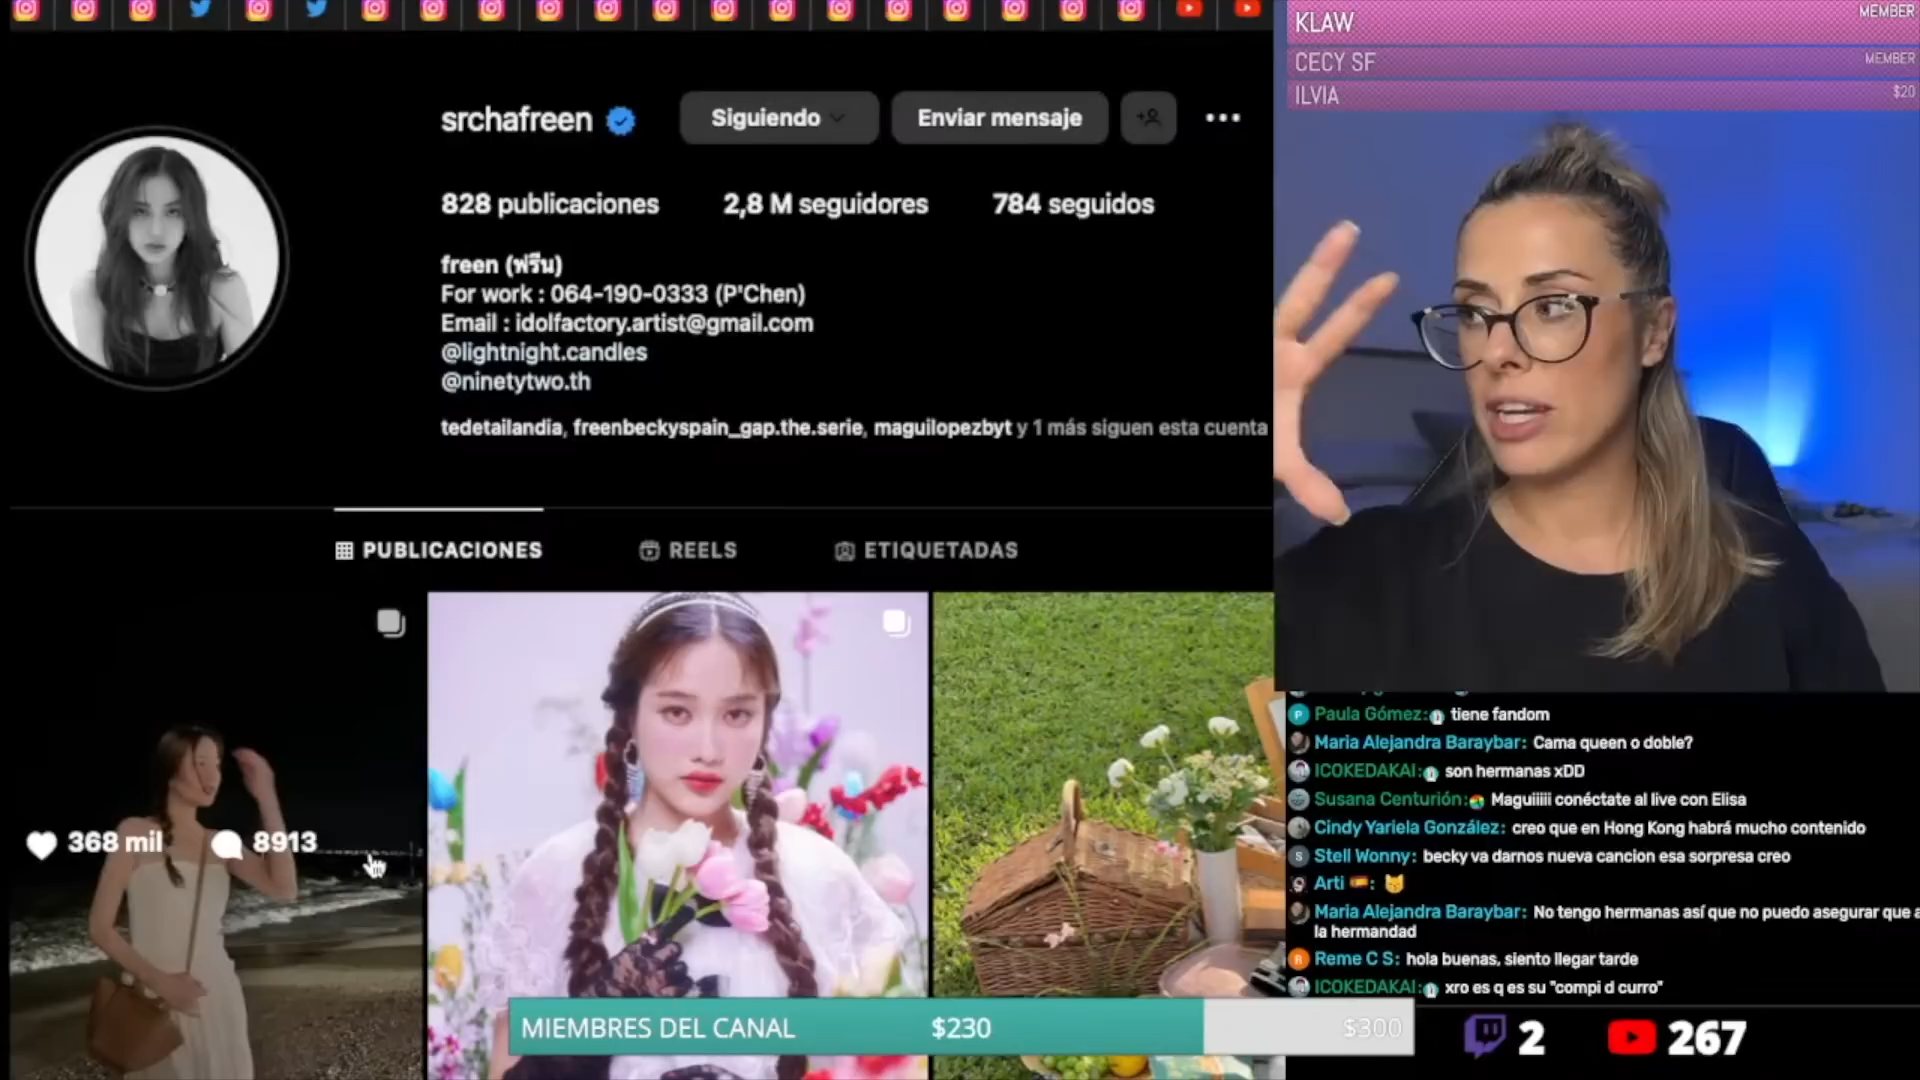 srchafreen
Siguiendo
Enviar mensaje
828 publicaciones
2,8 M seguidores
784 seguidos
freen (ฟรีน)
For work : 064-190-0333 (P'Chen)
Email : idolfactory.artist@gmail.com
@lightnight.candles
@ninetytwo.th
tedetailandia, freenbeckyspain_gap.the.serie, maguilopezbyt y 1 más siguen esta cuenta
PUBLICACIONES
REELS
ETIQUETADAS
368 mil
8913
MIEMBRES DEL CANAL
$230
$300
KLAW
MEMBER
CECY SF
MEMBER
ILVIA
$20
Paula Gómez: tiene fandom
Maria Alejandra Baraybar: Cama queen o doble?
ICOKEDAKAI: son hermanas xDD
Susana Centurión: Maguiiiii conéctate al live con Elisa
Cindy Yariela González: creo que en Hong Kong habrá mucho contenido
Stell Wonny: becky va darnos nueva cancion esa sorpresa creo
Arti 🇪🇸: 😽
Maria Alejandra Baraybar: No tengo hermanas así que no puedo asegurar que a
la hermandad
Reme C S: hola buenas, siento llegar tarde
ICOKEDAKAI: xro es q es su "compi d curro"
2
267